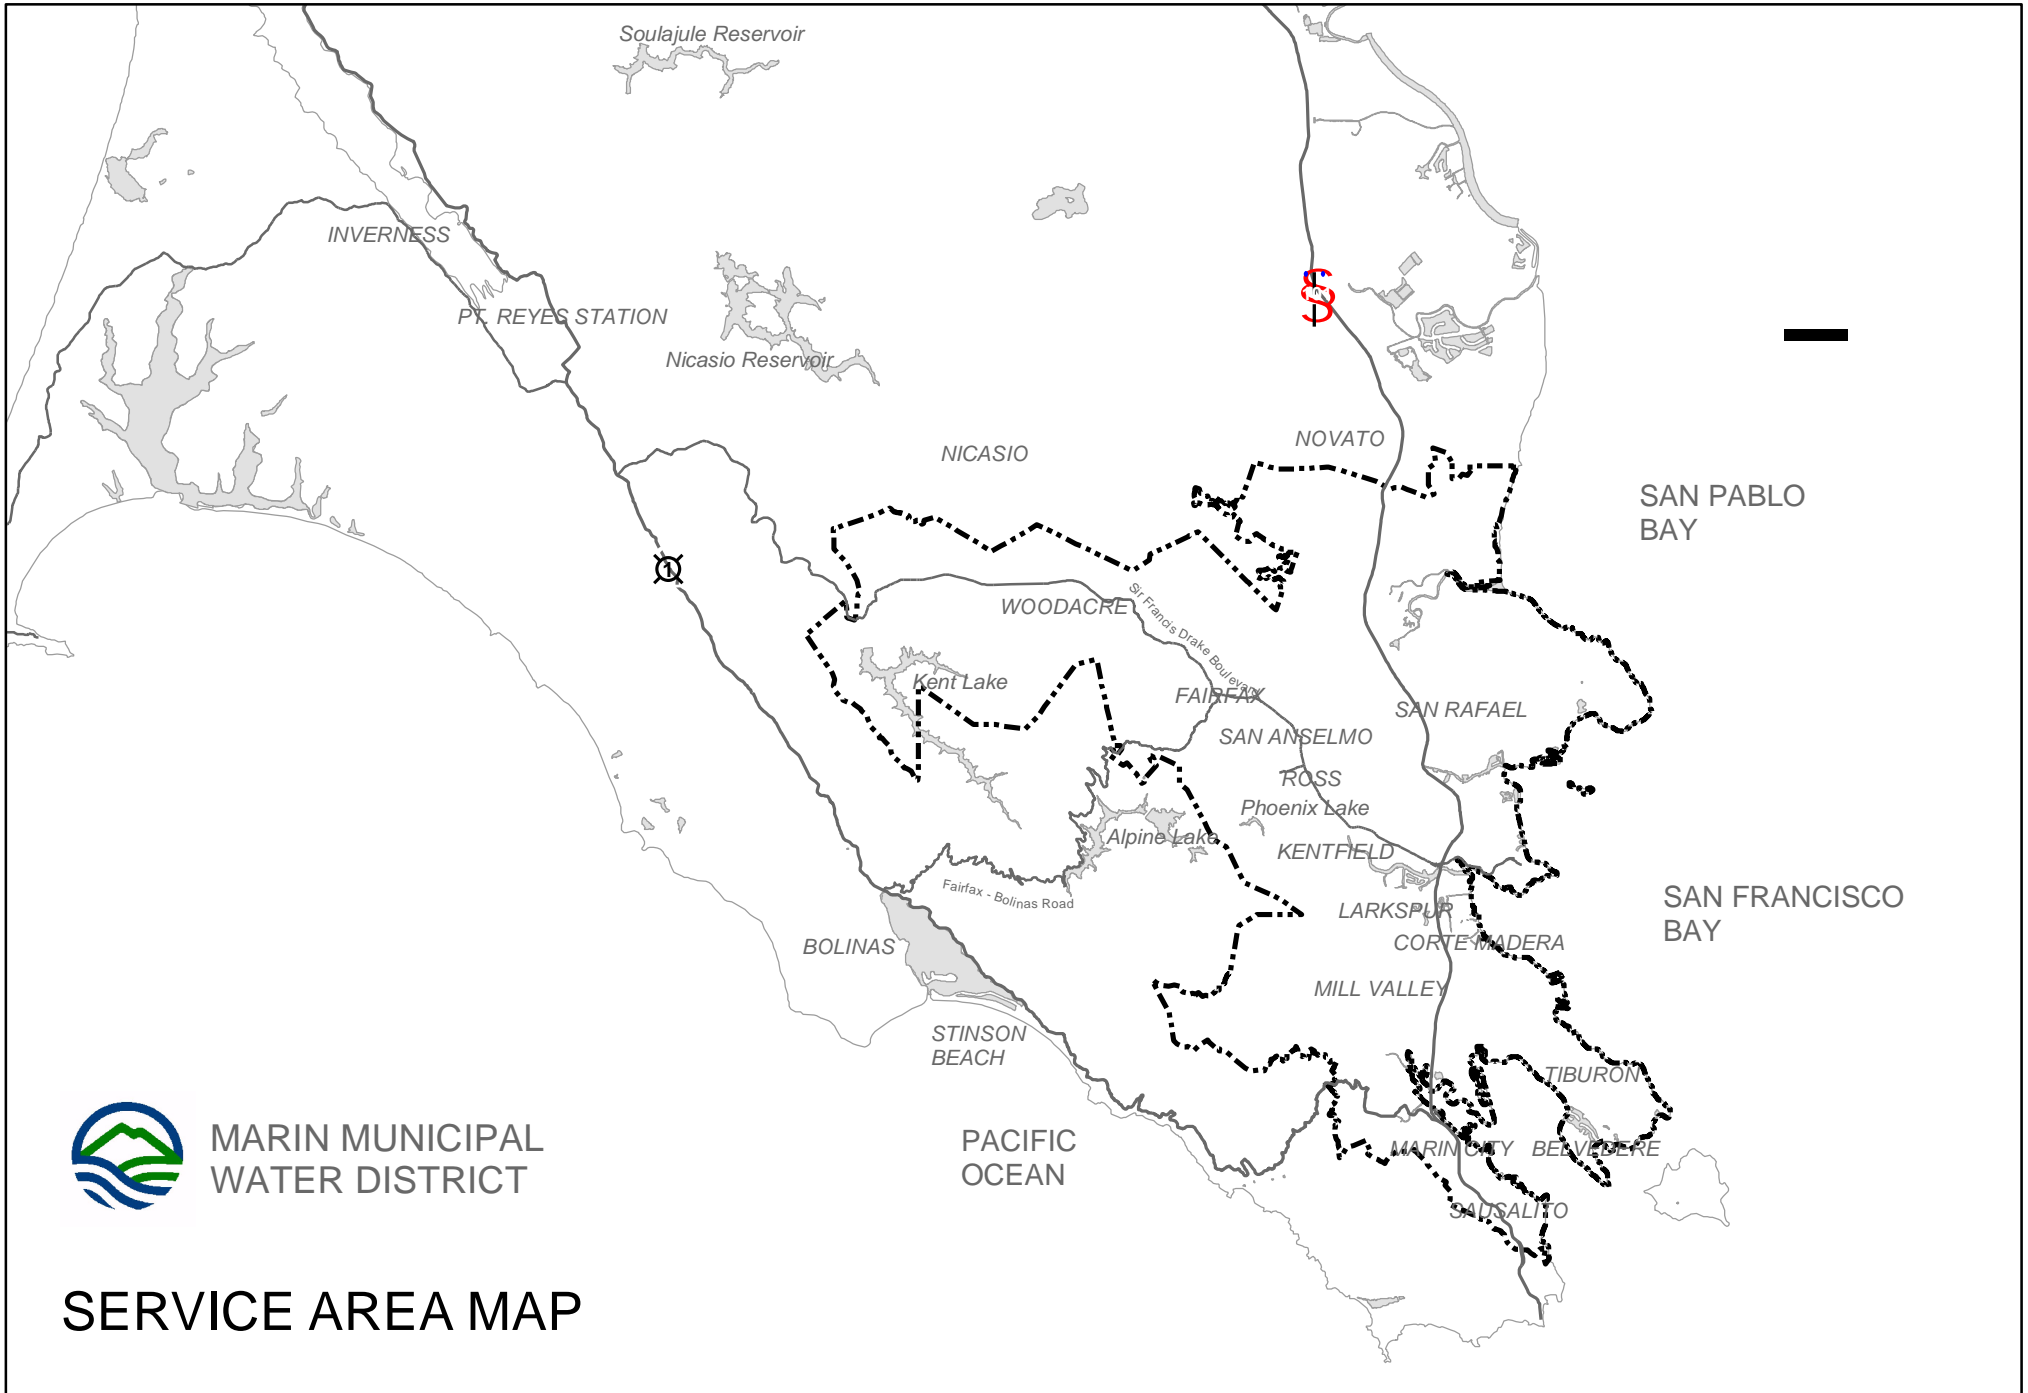 Soulajule Reservoir
INVERNESS
PT. REYES STATION
Nicasio Reservoir
NICASIO
NOVATO
SAN PABLO
BAY
1
WOODACRE
Sir Francis Drake Boulevard
Kent Lake
FAIRFAX
SAN RAFAEL
SAN ANSELMO
ROSS
Phoenix Lake
Alpine Lake
KENTFIELD
Fairfax - Bolinas Road
LARKSPUR
SAN FRANCISCO
BAY
BOLINAS
CORTE MADERA
MILL VALLEY
STINSON
BEACH
TIBURON
MARIN MUNICIPAL
WATER DISTRICT
PACIFIC
OCEAN
MARIN CITY
BELVEDERE
SAUSALITO
SERVICE AREA MAP